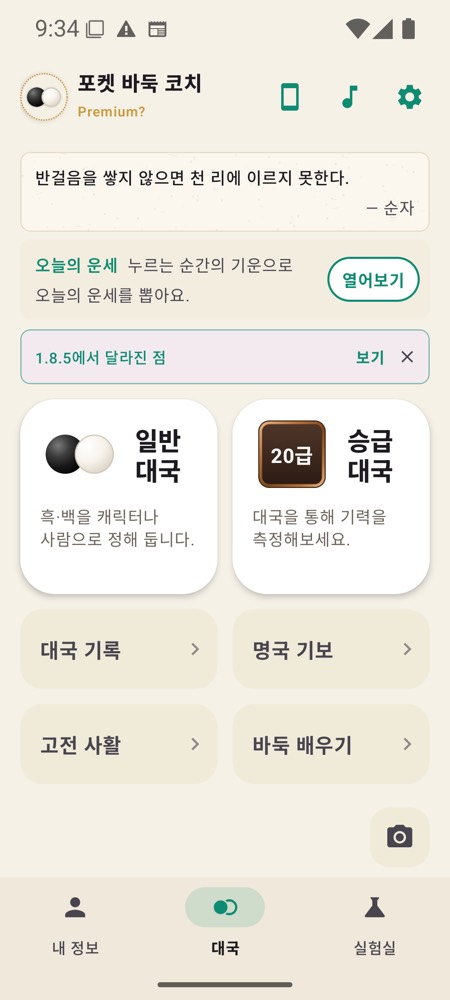 9:34
포켓 바둑 코치
Premium?
반걸음을 쌓지 않으면 천 리에 이르지 못한다.
– 순자
오늘의 운세 누르는 순간의 기운으로
오늘의 운세를 뽑아요.
열어보기
1.8.5에서 달라진 점
보기
일반
대국
흑·백을 캐릭터나
사람으로 정해 둡니다.
20급
승급
대국
대국을 통해 기력을
측정해보세요.
대국 기록
명국 기보
고전 사활
바둑 배우기
내 정보
대국
실험실